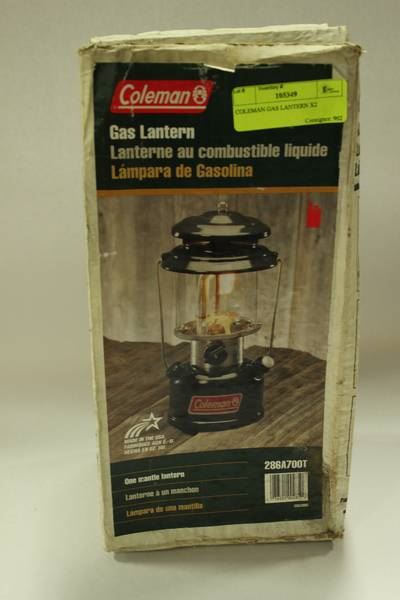 Coleman
Lot #
Inventory #
105349
COLEMAN GAS LANTERN X2
Consignor: 902
Gas Lantern
Lanterne au combustible liquide
Lámpara de Gasolina
Coleman
MADE IN THE USA
One mantle lantern
Lanterne à un manchon
Lámpara de una mantilla
286A700T